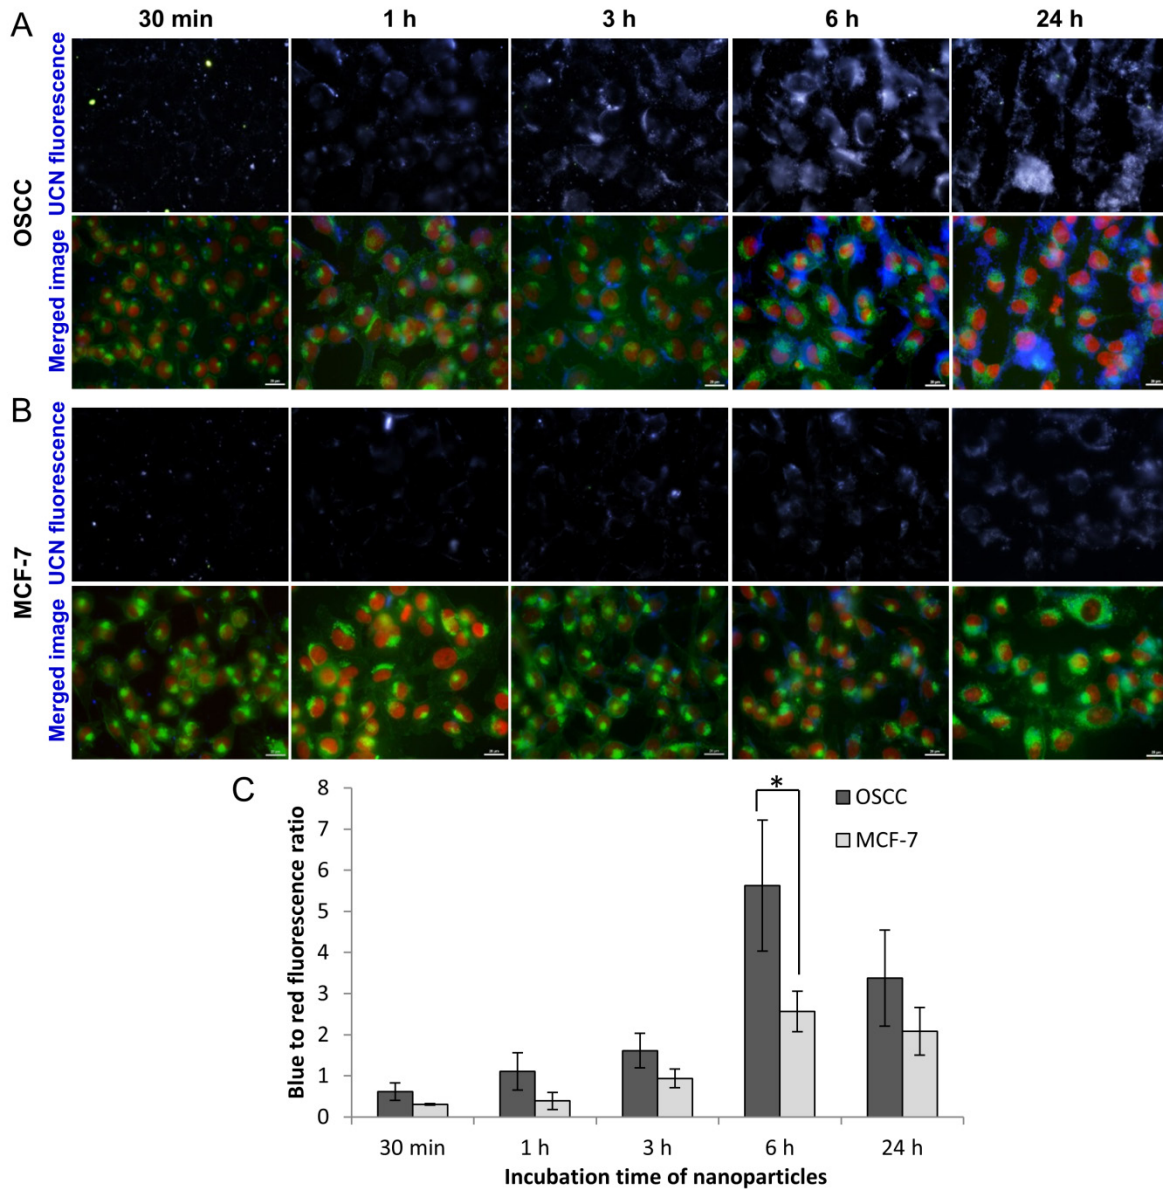 A
30 min
1 h
3 h
6 h
24 h
OSCC
UCN fluorescence
Merged image
B
MCF-7
UCN fluorescence
Merged image
C
Blue to red fluorescence ratio
8
7
6
5
4
3
2
1
0
*
OSCC
MCF-7
30 min
1 h
3 h
6 h
24 h
Incubation time of nanoparticles